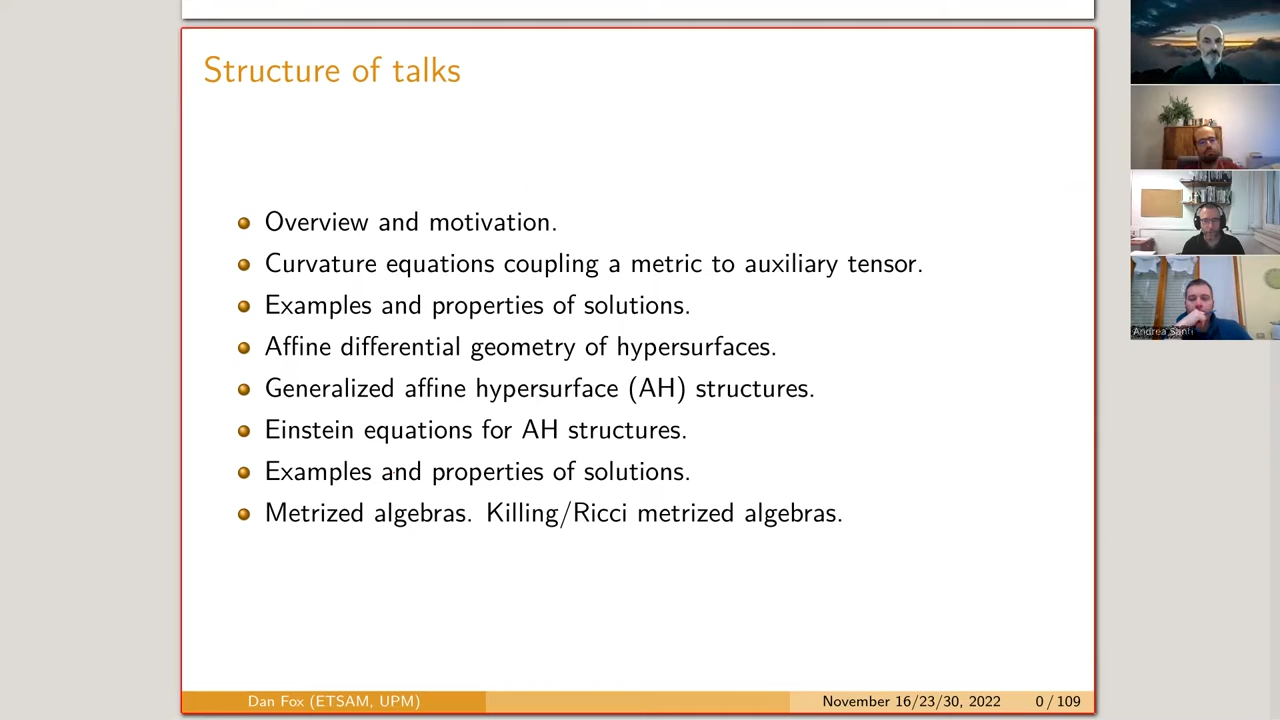 Structure of talks
Overview and motivation.
Curvature equations coupling a metric to auxiliary tensor.
Examples and properties of solutions.
Affine differential geometry of hypersurfaces.
Generalized affine hypersurface (AH) structures.
Einstein equations for AH structures.
Examples and properties of solutions.
Metrized algebras. Killing/Ricci metrized algebras.
Dan Fox (ETSAM, UPM)
November 16/23/30, 2022
0 / 109
Andrea Santi